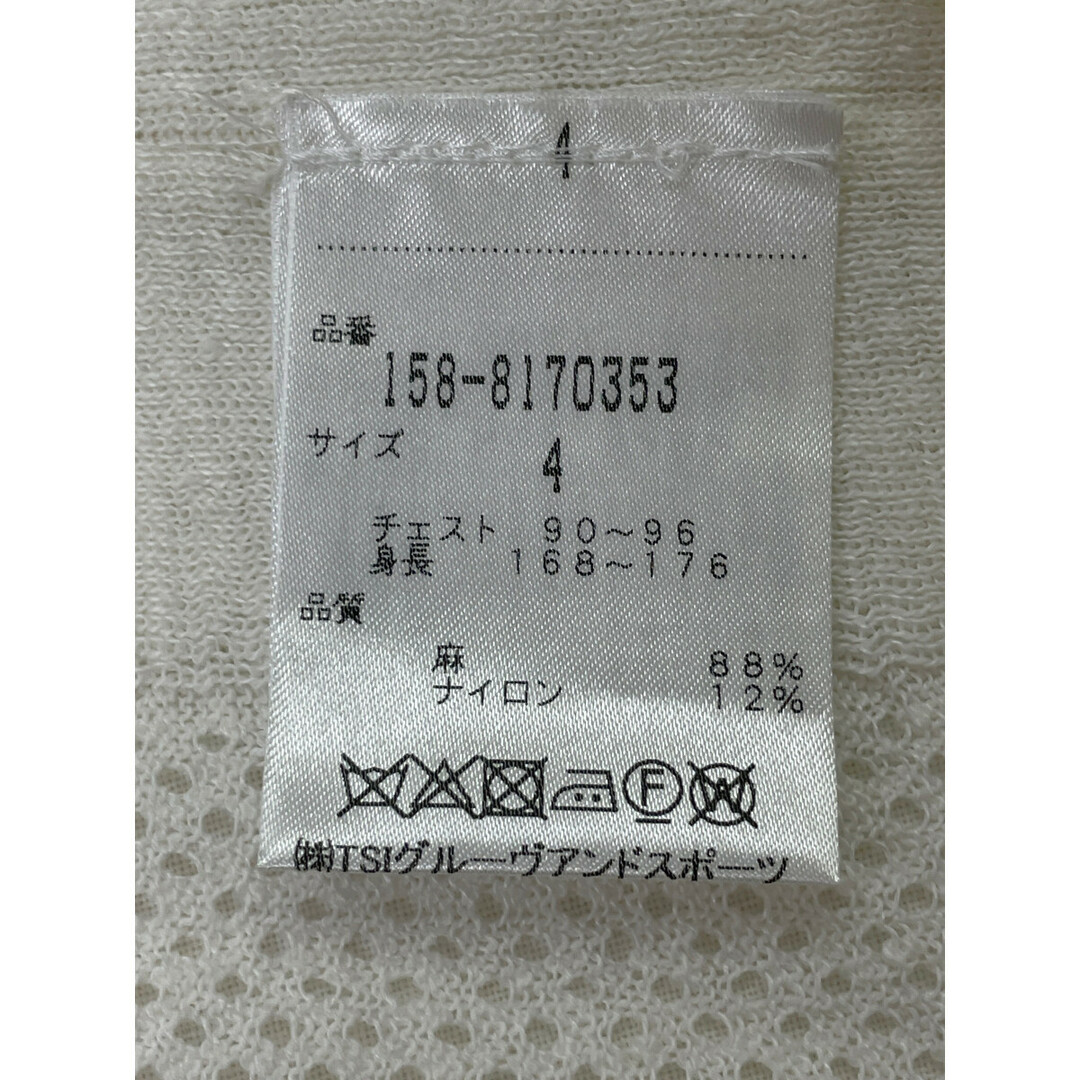 4
品番
158-8170353
サイズ
4
チェスト 90~96
身長 168~176
品質
麻 88%
ナイロン 12%
F W
㈱TSIグルーヴアンドスポーツ